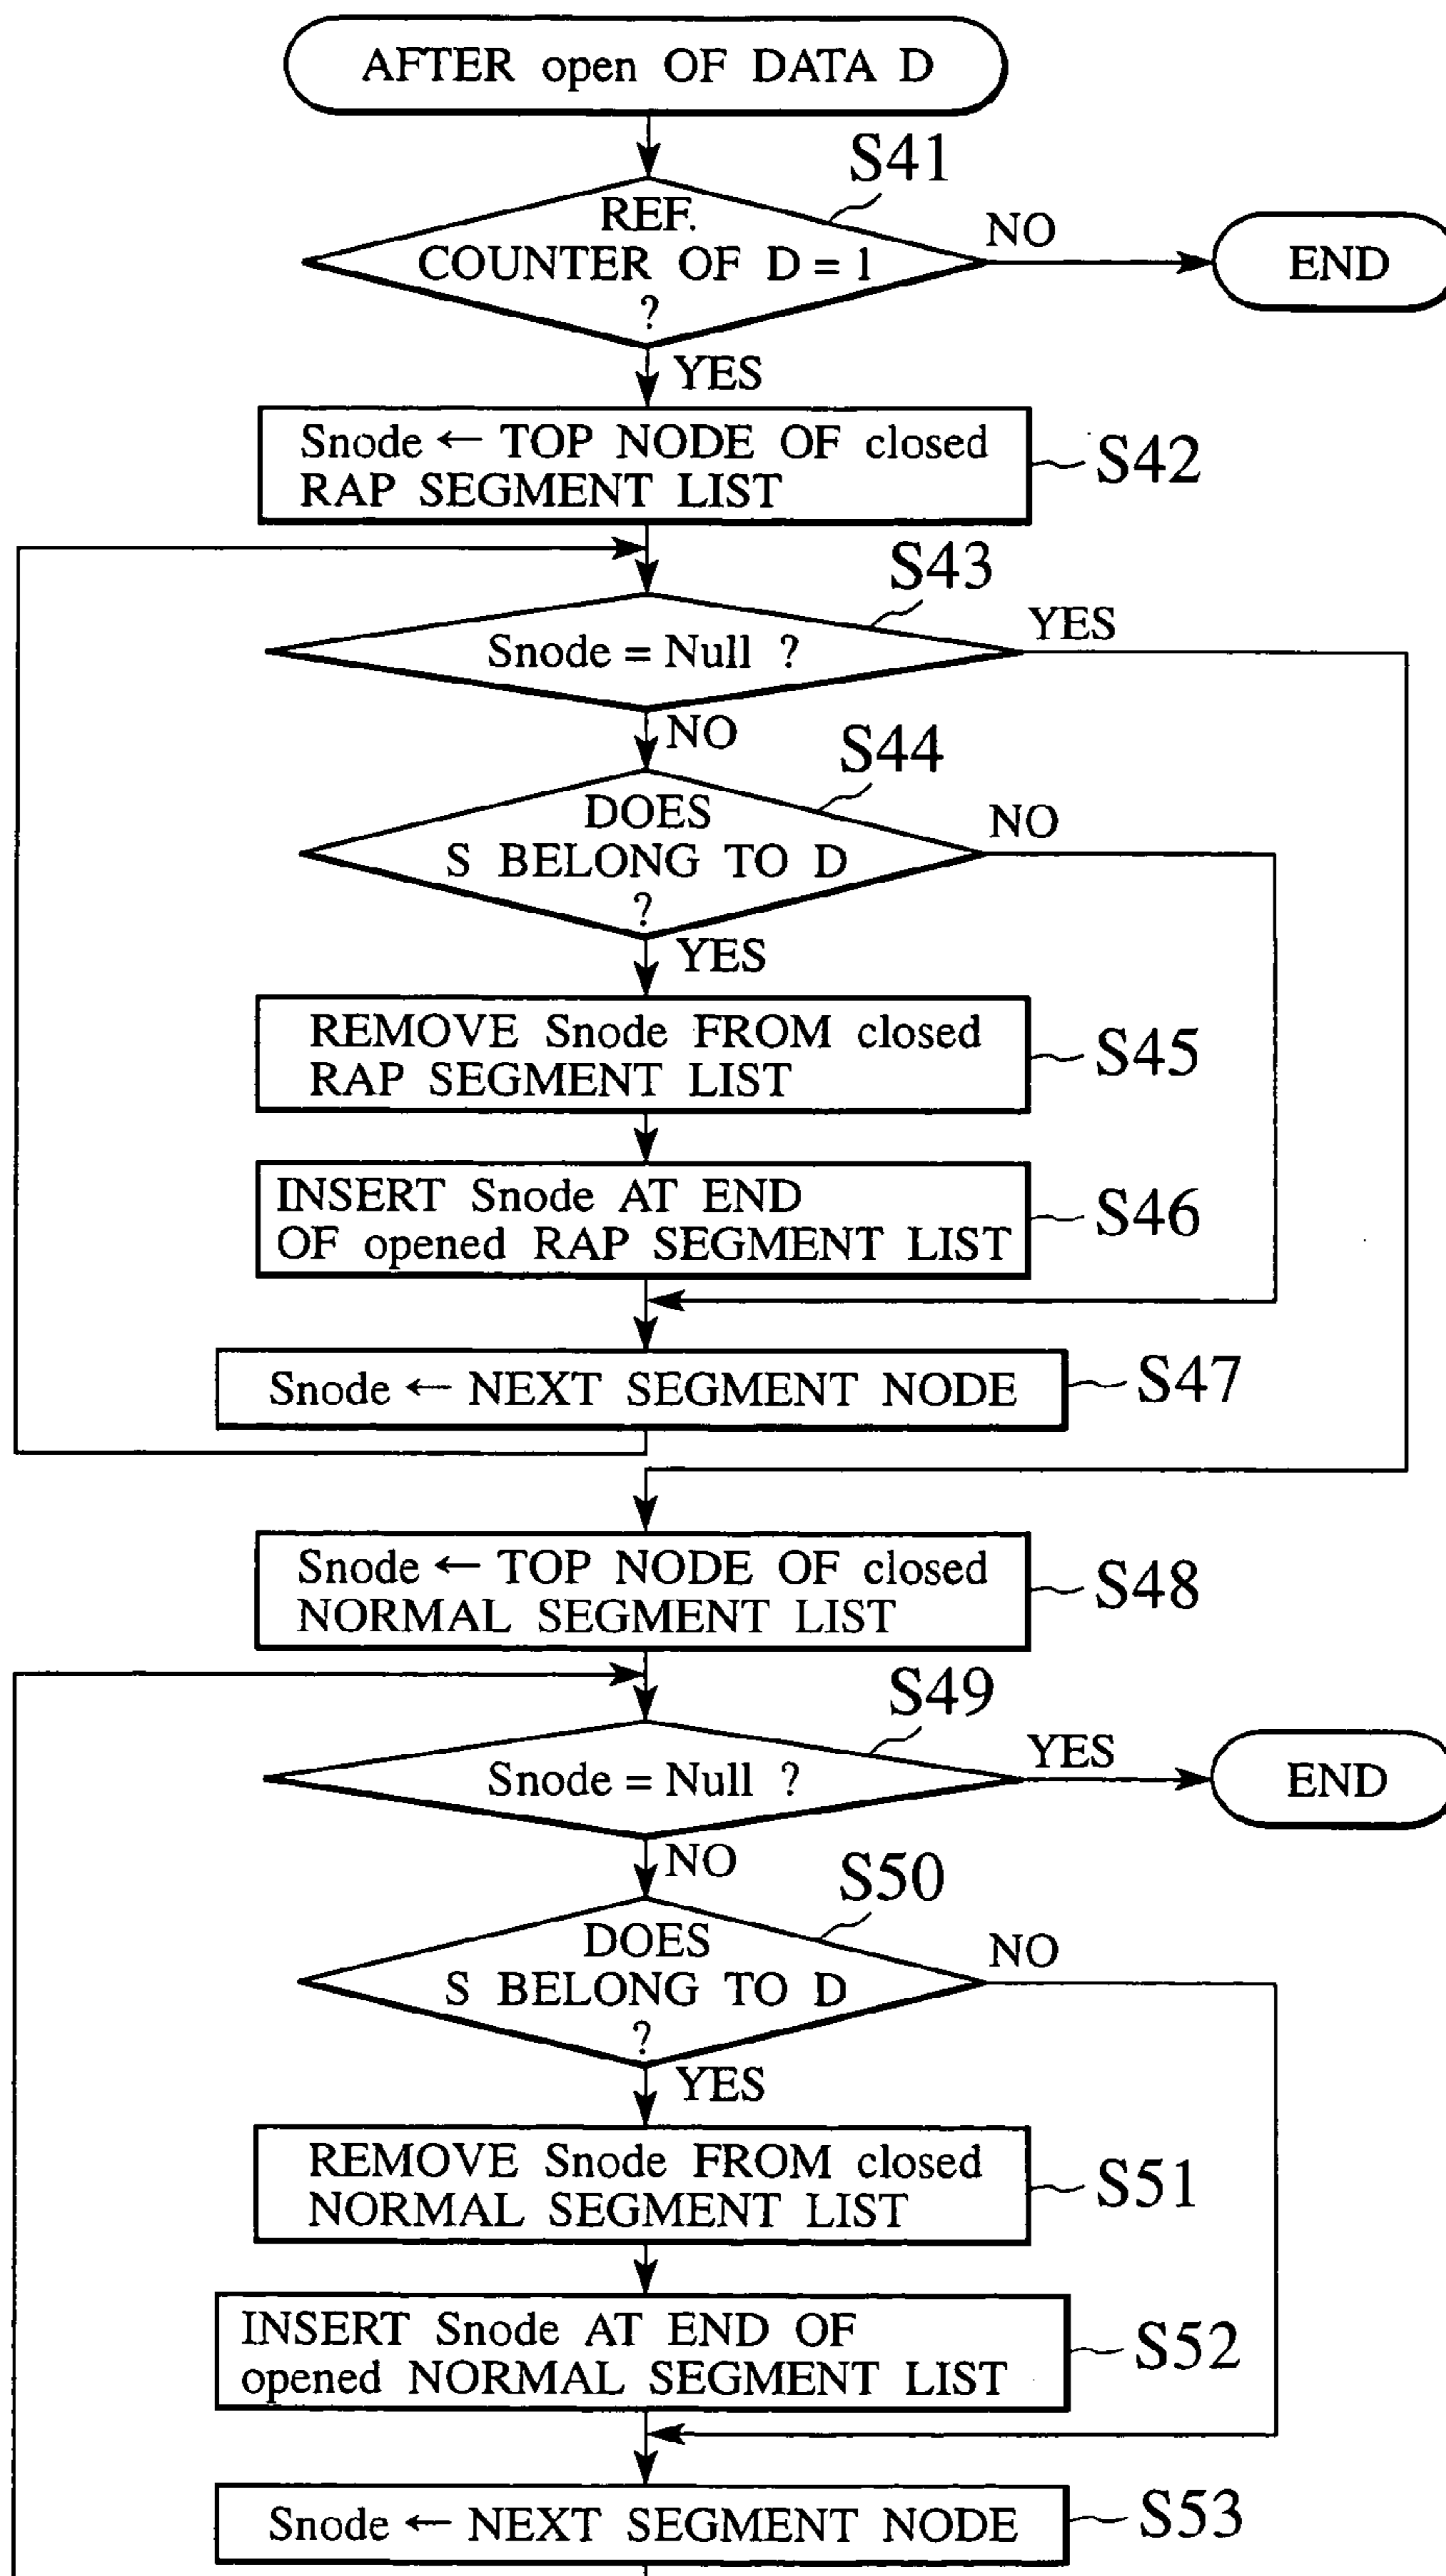 AFTER open OF DATA D
S41
REF.
COUNTER OF D = 1
?
NO
END
YES
Snode ← TOP NODE OF closed
RAP SEGMENT LIST
S42
S43
Snode = Null ?
YES
NO
S44
DOES
S BELONG TO D
?
NO
YES
REMOVE Snode FROM closed
RAP SEGMENT LIST
S45
INSERT Snode AT END
OF opened RAP SEGMENT LIST
S46
Snode ← NEXT SEGMENT NODE
S47
Snode ← TOP NODE OF closed
NORMAL SEGMENT LIST
S48
S49
Snode = Null ?
YES
END
NO
S50
DOES
S BELONG TO D
?
NO
YES
REMOVE Snode FROM closed
NORMAL SEGMENT LIST
S51
INSERT Snode AT END OF
opened NORMAL SEGMENT LIST
S52
Snode ← NEXT SEGMENT NODE
S53